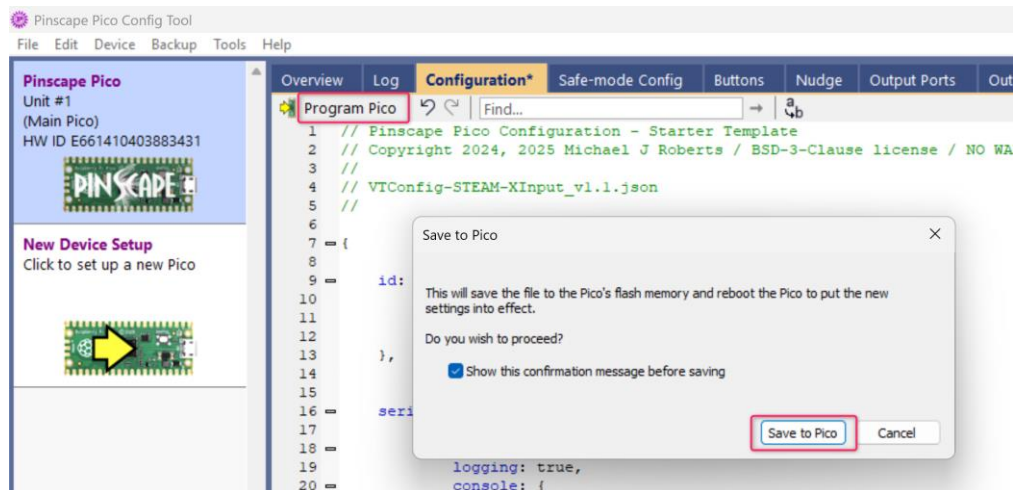 Pinscape Pico Config Tool
File Edit Device Backup Tools Help
Pinscape Pico
Unit #1
(Main Pico)
HW ID E661410403883431
PINSCAPE
New Device Setup
Click to set up a new Pico
Overview Log Configuration* Safe-mode Config Buttons Nudge Output Ports Out
Program Pico Find...
1 // Pinscape Pico Configuration - Starter Template
2 // Copyright 2024, 2025 Michael J Roberts / BSD-3-Clause license / NO WA
3 //
4 // VTConfig-STEAM-XInput_v1.1.json
5 //
6
7 {
8
9 id:
10
11
12
13 },
14
15
16 seri
17
18
19 logging: true,
20 console: {
Save to Pico
This will save the file to the Pico's flash memory and reboot the Pico to put the new
settings into effect.
Do you wish to proceed?
Show this confirmation message before saving
Save to Pico Cancel